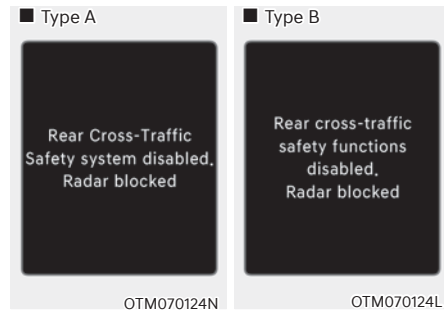 ■ Type A
Rear Cross-Traffic
Safety system disabled.
Radar blocked
OTM070124N
■ Type B
Rear cross-traffic
safety functions
disabled.
Radar blocked
OTM070124L